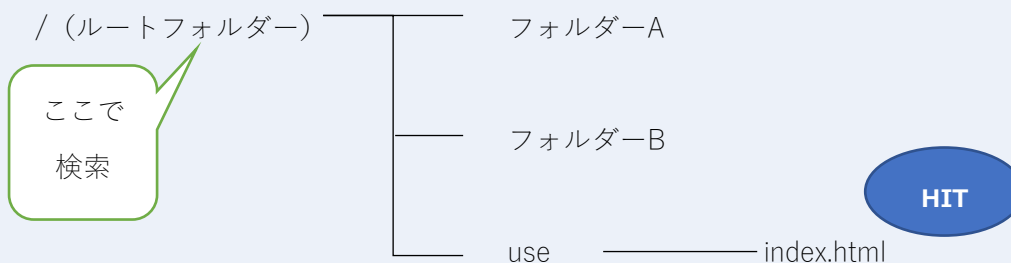 /（ルートフォルダー）
フォルダーA
ここで
検索
フォルダーB
HIT
use
index.html